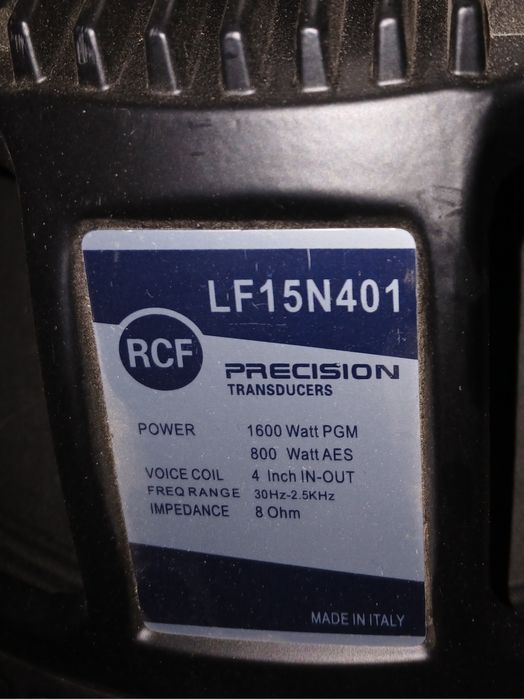 LF15N401
RCF
PRECISION
TRANSDUCERS
POWER 1600 Watt PGM
800 Watt AES
VOICE COIL 4 Inch IN-OUT
FREQ RANGE 30Hz-2.5KHz
IMPEDANCE 8 Ohm
MADE IN ITALY